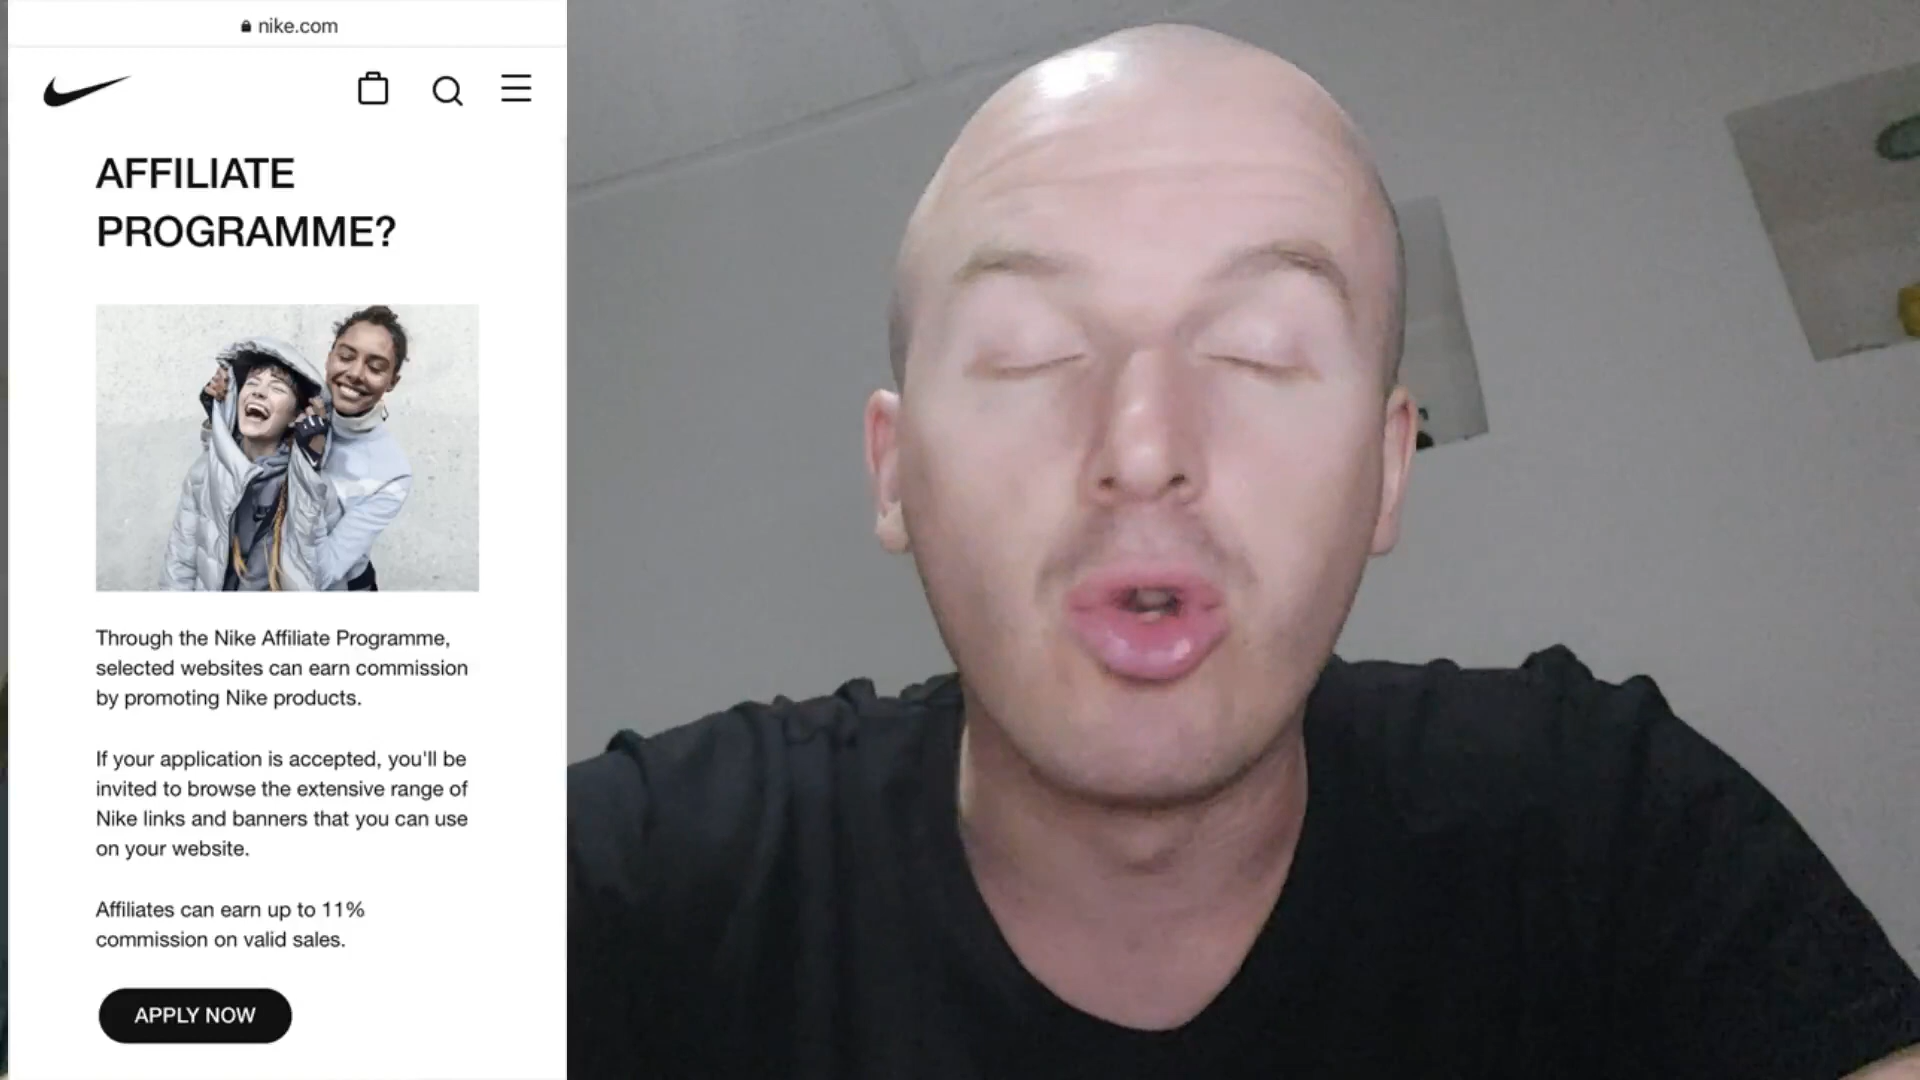 nike.com
AFFILIATE
PROGRAMME?
Through the Nike Affiliate Programme,
selected websites can earn commission
by promoting Nike products.
If your application is accepted, you'll be
invited to browse the extensive range of
Nike links and banners that you can use
on your website.
Affiliates can earn up to 11%
commission on valid sales.
APPLY NOW